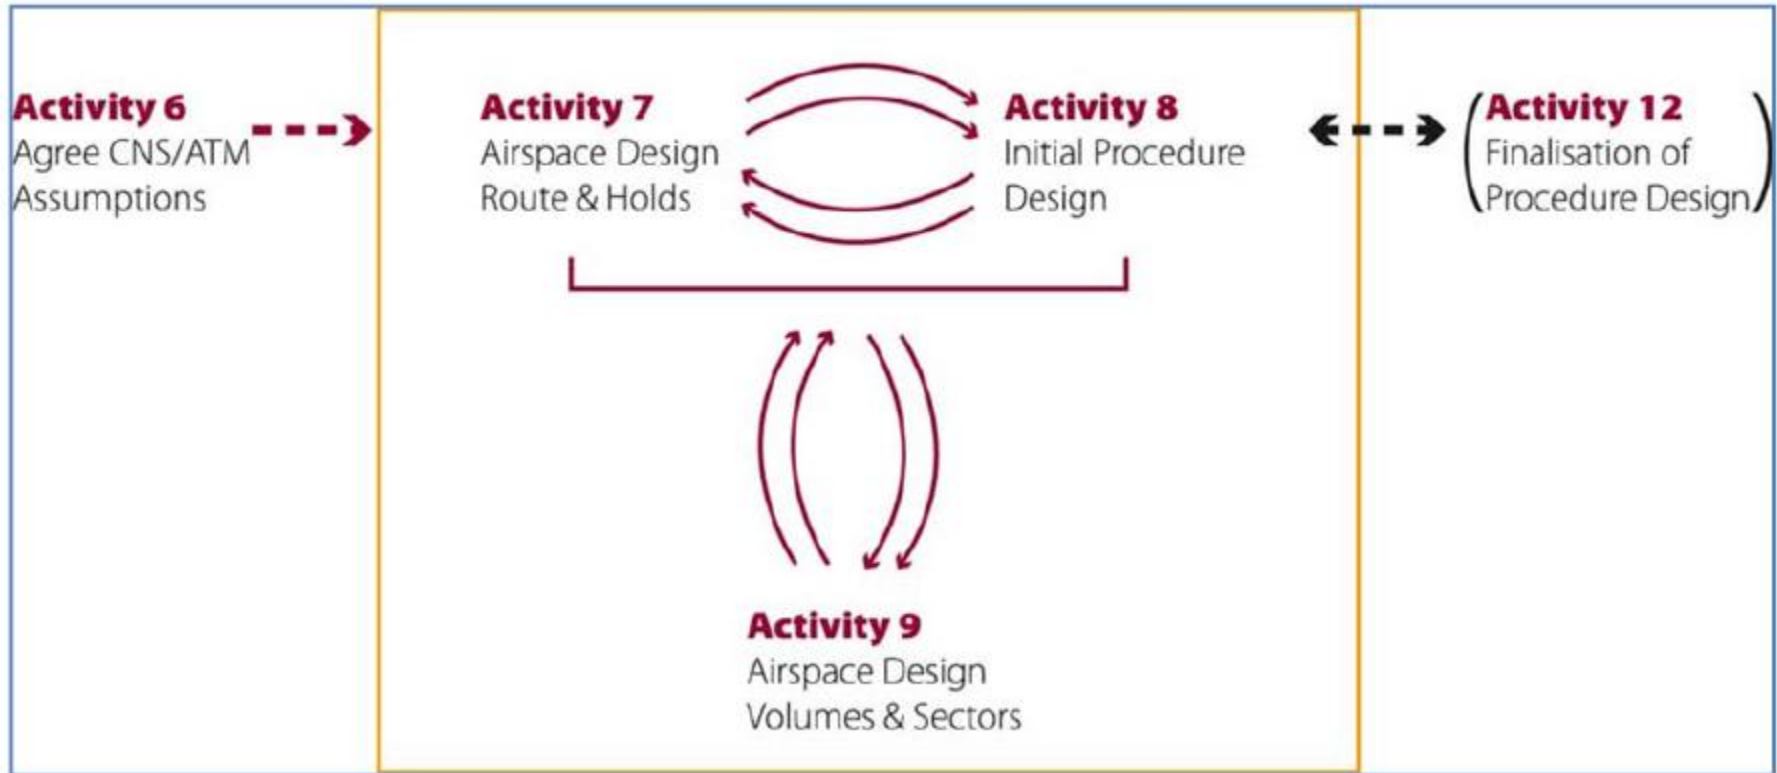 Activity 6
Agree CNS/ATM
Assumptions
Activity 7
Airspace Design
Route & Holds
Activity 8
Initial Procedure
Design
(Activity 12
Finalisation of
Procedure Design)
Activity 9
Airspace Design
Volumes & Sectors